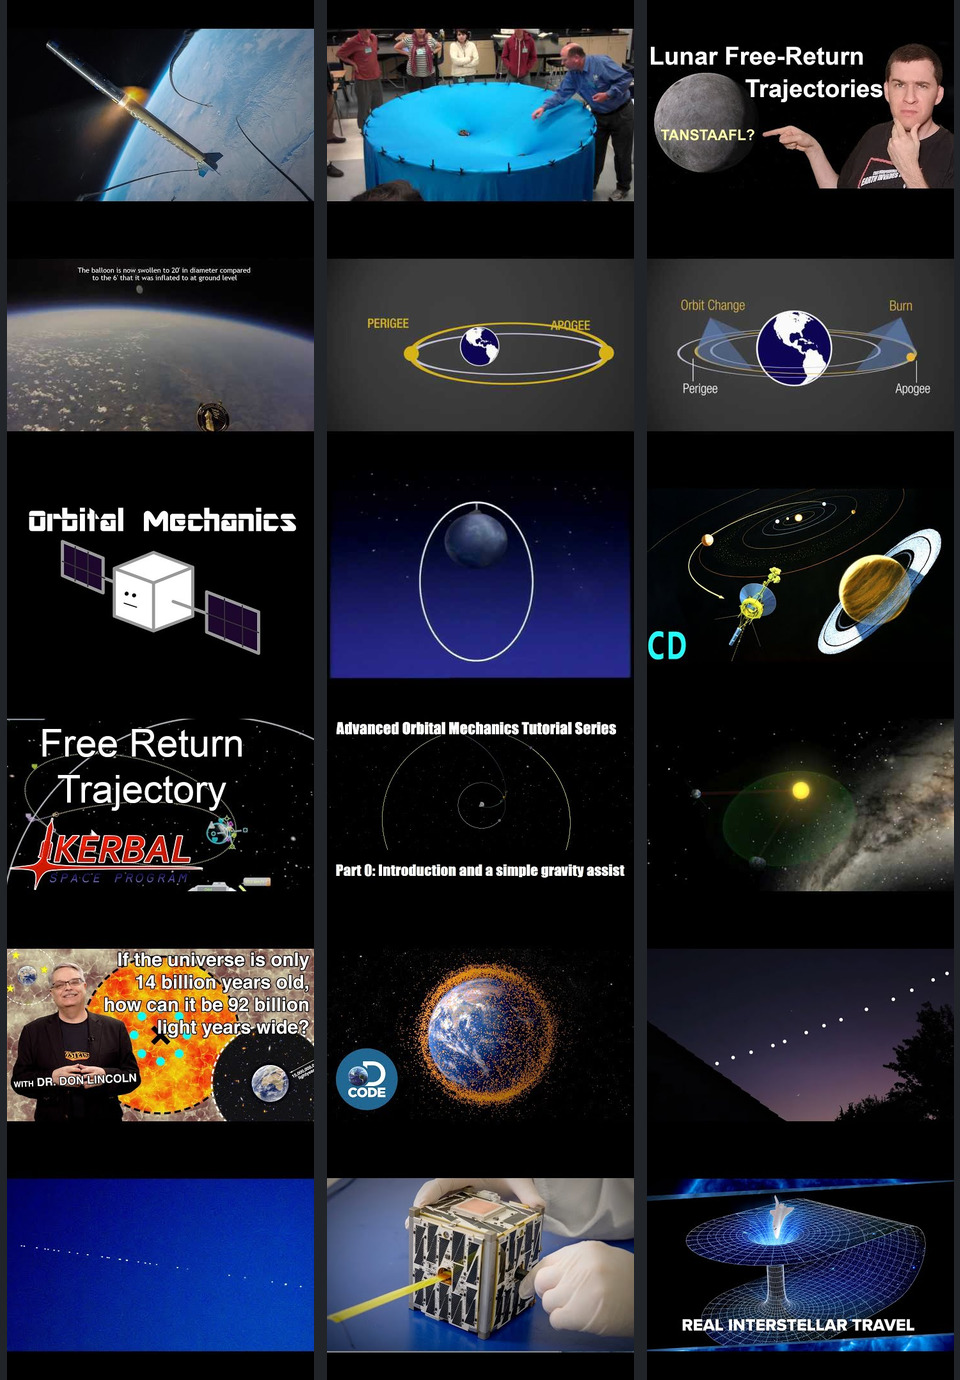 Lunar Free-Return
Trajectories
TANSTAAFL?
The balloon is now swollen to 20' in diameter compared
to the 6' that it was inflated to at ground level
PERIGEE
APOGEE
Orbit Change
Burn
Perigee
Apogee
Orbital Mechanics
CD
Free Return
Trajectory
KERBAL
SPACE PROGRAM
Advanced Orbital Mechanics Tutorial Series
Part 0: Introduction and a simple gravity assist
If the universe is only
14 billion years old,
how can it be 92 billion
light years wide?
WITH DR. DON LINCOLN
CODE
REAL INTERSTELLAR TRAVEL